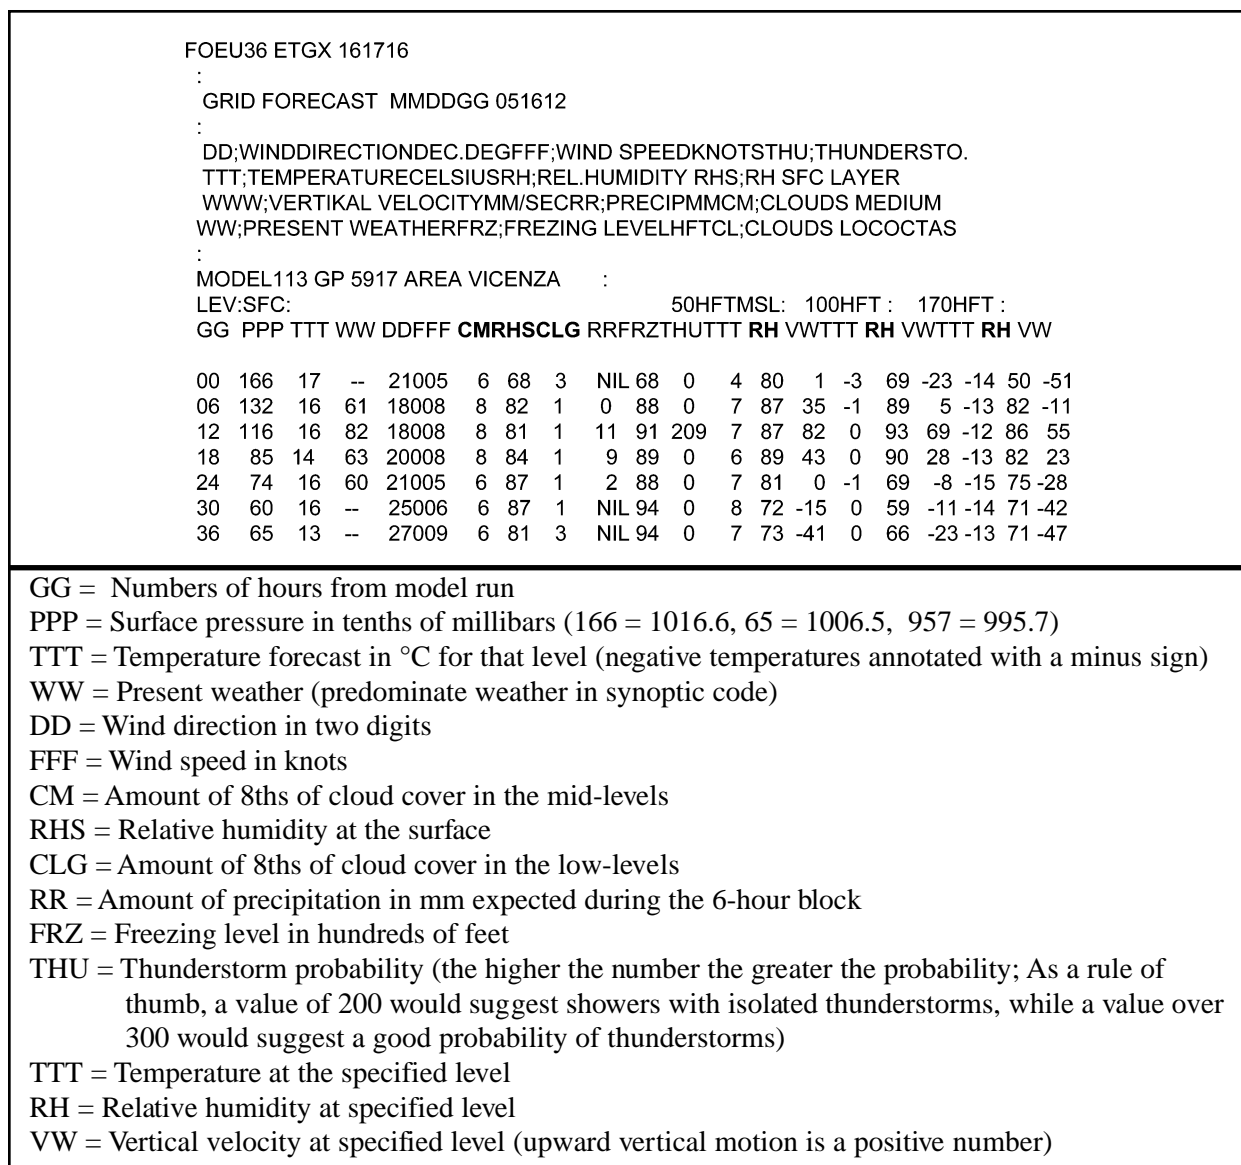 FOEU36 ETGX 161716
:
GRID FORECAST MMDDGG 051612
:
DD;WINDDIRECTIONDEC.DEGFFF;WIND SPEEDKNOTSTHU;THUNDERSTO.
TTT;TEMPERATURECELSIUSRH;REL.HUMIDITY RHS;RH SFC LAYER
WWW;VERTIKAL VELOCITYMM/SECRR;PRECIPMMCM;CLOUDS MEDIUM
WW;PRESENT WEATHERFRZ;FREZING LEVELHFTCL;CLOUDS LOCOCTAS
:
MODEL113 GP 5917 AREA VICENZA :
LEV:SFC: 50HFTMSL: 100HFT : 170HFT :
GG PPP TTT WW DDFFF CMRHSCLG RRFRZTHUTTT RH VWTTT RH VWTTT RH VW
00 166 17 -- 21005 6 68 3 NIL 68 0 4 80 1 -3 69 -23 -14 50 -51
06 132 16 61 18008 8 82 1 0 88 0 7 87 35 -1 89 5 -13 82 -11
12 116 16 82 18008 8 81 1 11 91 209 7 87 82 0 93 69 -12 86 55
18 85 14 63 20008 8 84 1 9 89 0 6 89 43 0 90 28 -13 82 23
24 74 16 60 21005 6 87 1 2 88 0 7 81 0 -1 69 -8 -15 75 -28
30 60 16 -- 25006 6 87 1 NIL 94 0 8 72 -15 0 59 -11 -14 71 -42
36 65 13 -- 27009 6 81 3 NIL 94 0 7 73 -41 0 66 -23 -13 71 -47
GG = Numbers of hours from model run
PPP = Surface pressure in tenths of millibars (166 = 1016.6, 65 = 1006.5, 957 = 995.7)
TTT = Temperature forecast in °C for that level (negative temperatures annotated with a minus sign)
WW = Present weather (predominate weather in synoptic code)
DD = Wind direction in two digits
FFF = Wind speed in knots
CM = Amount of 8ths of cloud cover in the mid-levels
RHS = Relative humidity at the surface
CLG = Amount of 8ths of cloud cover in the low-levels
RR = Amount of precipitation in mm expected during the 6-hour block
FRZ = Freezing level in hundreds of feet
THU = Thunderstorm probability (the higher the number the greater the probability; As a rule of
thumb, a value of 200 would suggest showers with isolated thunderstorms, while a value over
300 would suggest a good probability of thunderstorms)
TTT = Temperature at the specified level
RH = Relative humidity at specified level
VW = Vertical velocity at specified level (upward vertical motion is a positive number)